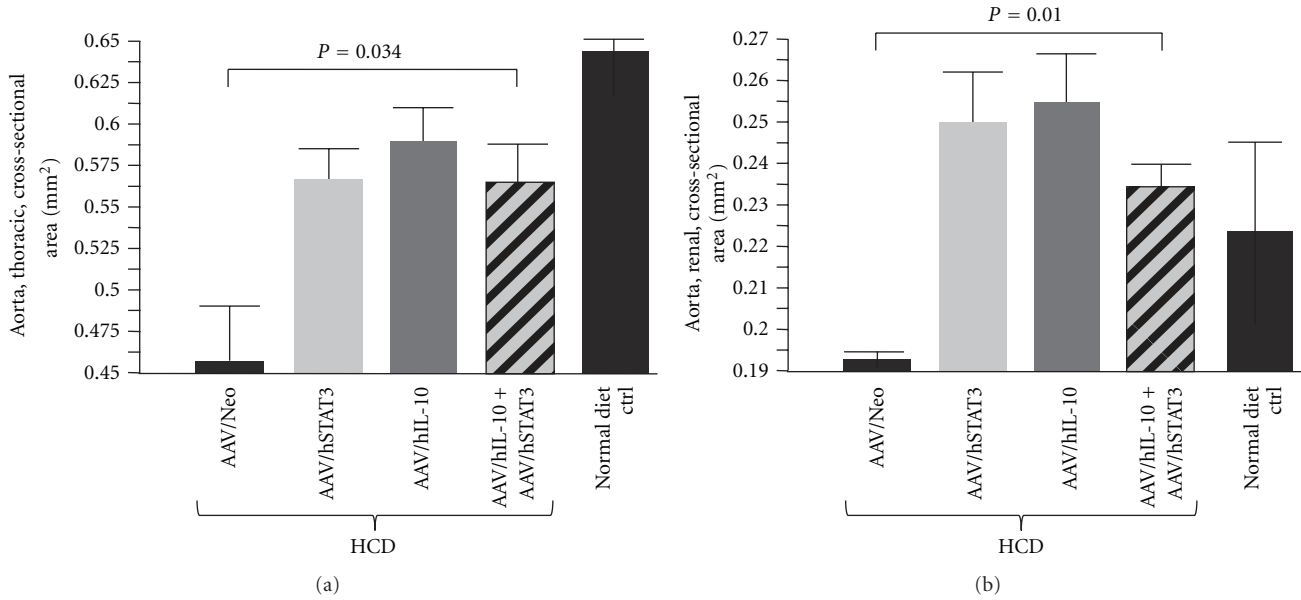 Aorta, thoracic, cross-sectional
area (mm²)
0.65
0.625
0.6
0.575
0.55
0.525
0.5
0.475
0.45
P = 0.034
AAV/Neo
AAV/hSTAT3
AAV/hIL-10
AAV/hIL-10 +
AAV/hSTAT3
Normal diet
ctrl
HCD
(a)
Aorta, renal, cross-sectional
area (mm²)
0.27
0.26
0.25
0.24
0.23
0.22
0.21
0.2
0.19
P = 0.01
AAV/Neo
AAV/hSTAT3
AAV/hIL-10
AAV/hIL-10 +
AAV/hSTAT3
Normal diet
ctrl
HCD
(b)